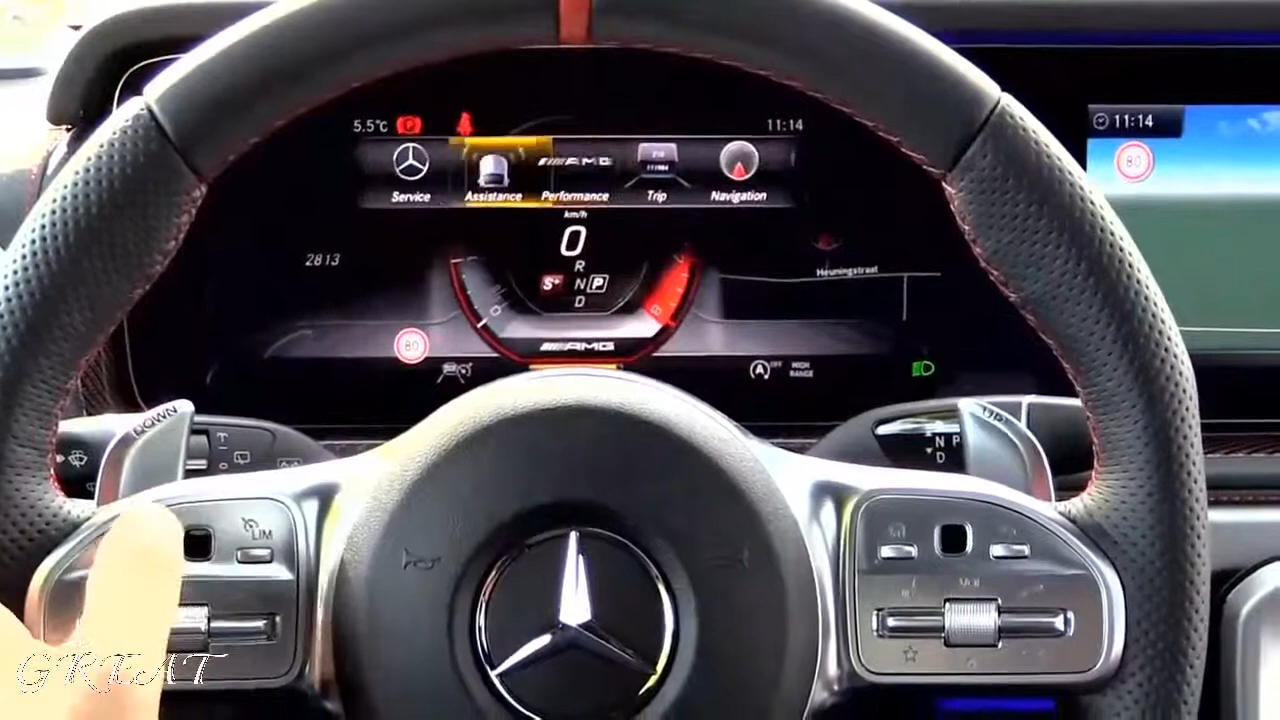 5.5°C
11:14
11:14
80
AMG
Service
Assistance
Performance
Trip
Navigation
km/h
0
2813
R
S+
N
P
D
Heuningstraat
80
AMG
A OFF
HIGH
RANGE
DOWN
UP
N P
D
LIM
GREAT